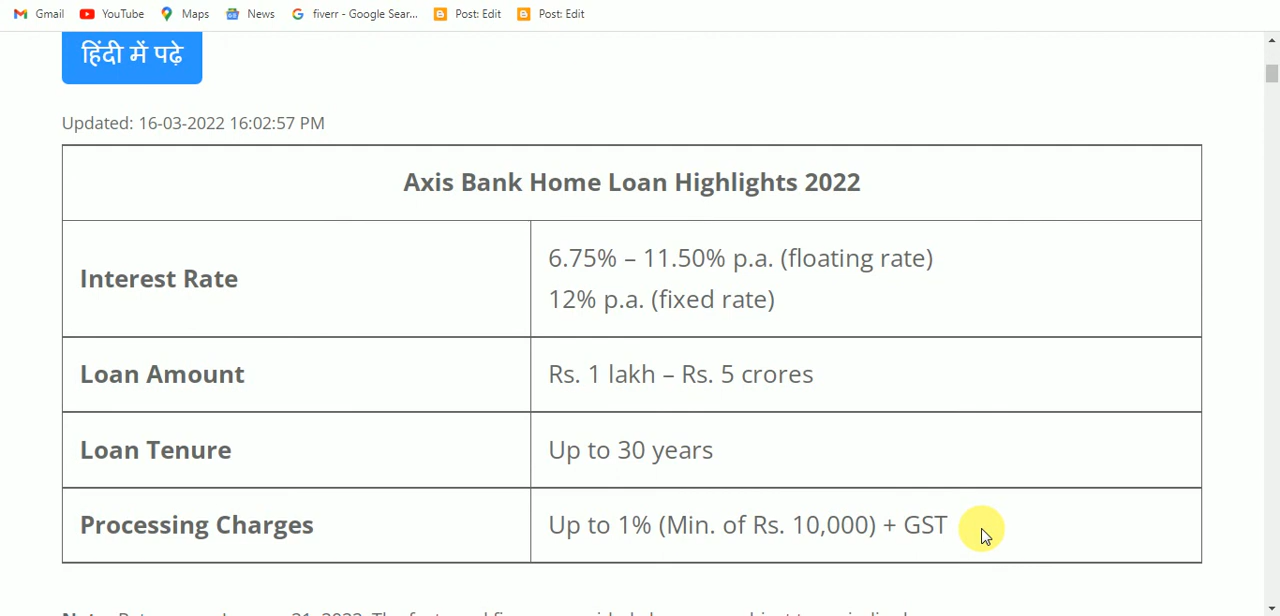 Gmail YouTube Maps News fiverr - Google Sear... Post: Edit Post: Edit
हिंदी में पढ़े
Updated: 16-03-2022 16:02:57 PM
Axis Bank Home Loan Highlights 2022
Interest Rate
6.75% – 11.50% p.a. (floating rate)
12% p.a. (fixed rate)
Loan Amount
Rs. 1 lakh – Rs. 5 crores
Loan Tenure
Up to 30 years
Processing Charges
Up to 1% (Min. of Rs. 10,000) + GST